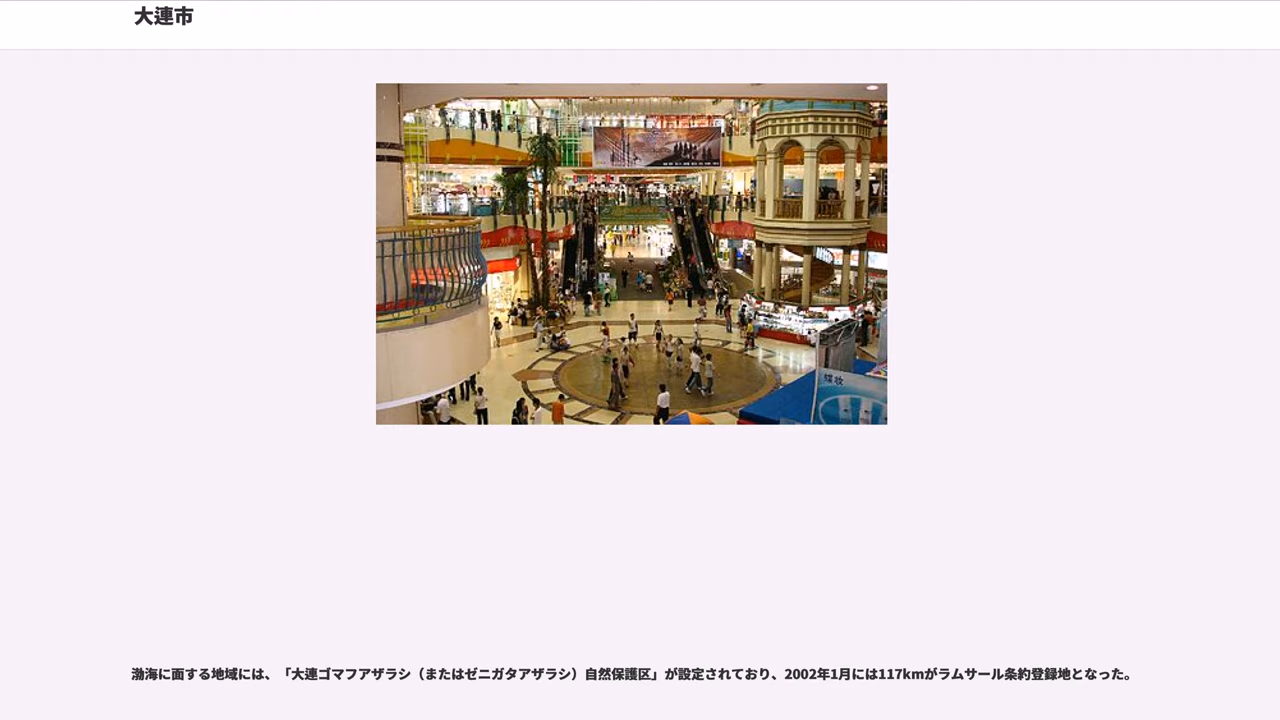 大連市
蝶妆
渤海に面する地域には、「大連ゴマフアザラシ（またはゼニガタアザラシ）自然保護区」が設定されており、2002年1月には117kmがラムサール条約登録地となった。